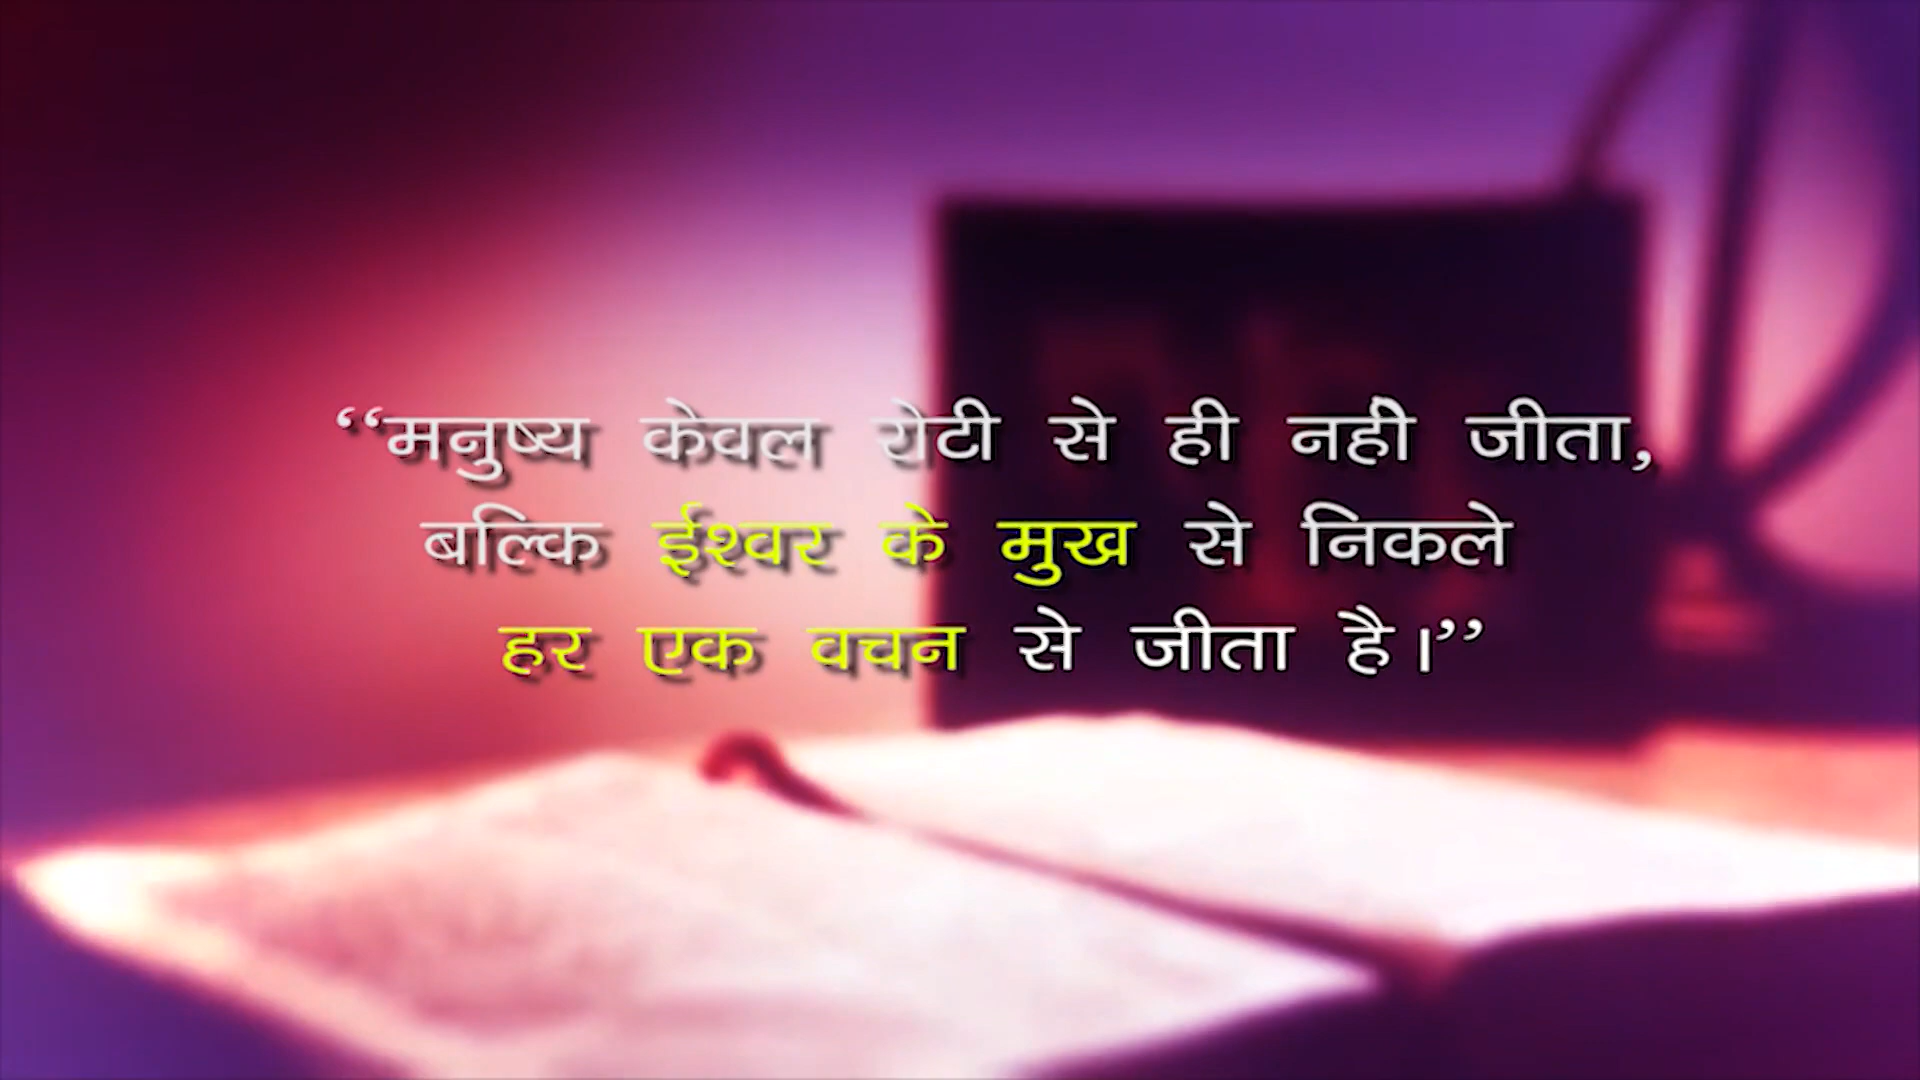 “मनुष्य केवल रोटी से ही नहीं जीता,
बल्कि ईश्वर के मुख से निकले
हर एक वचन से जीता है।”